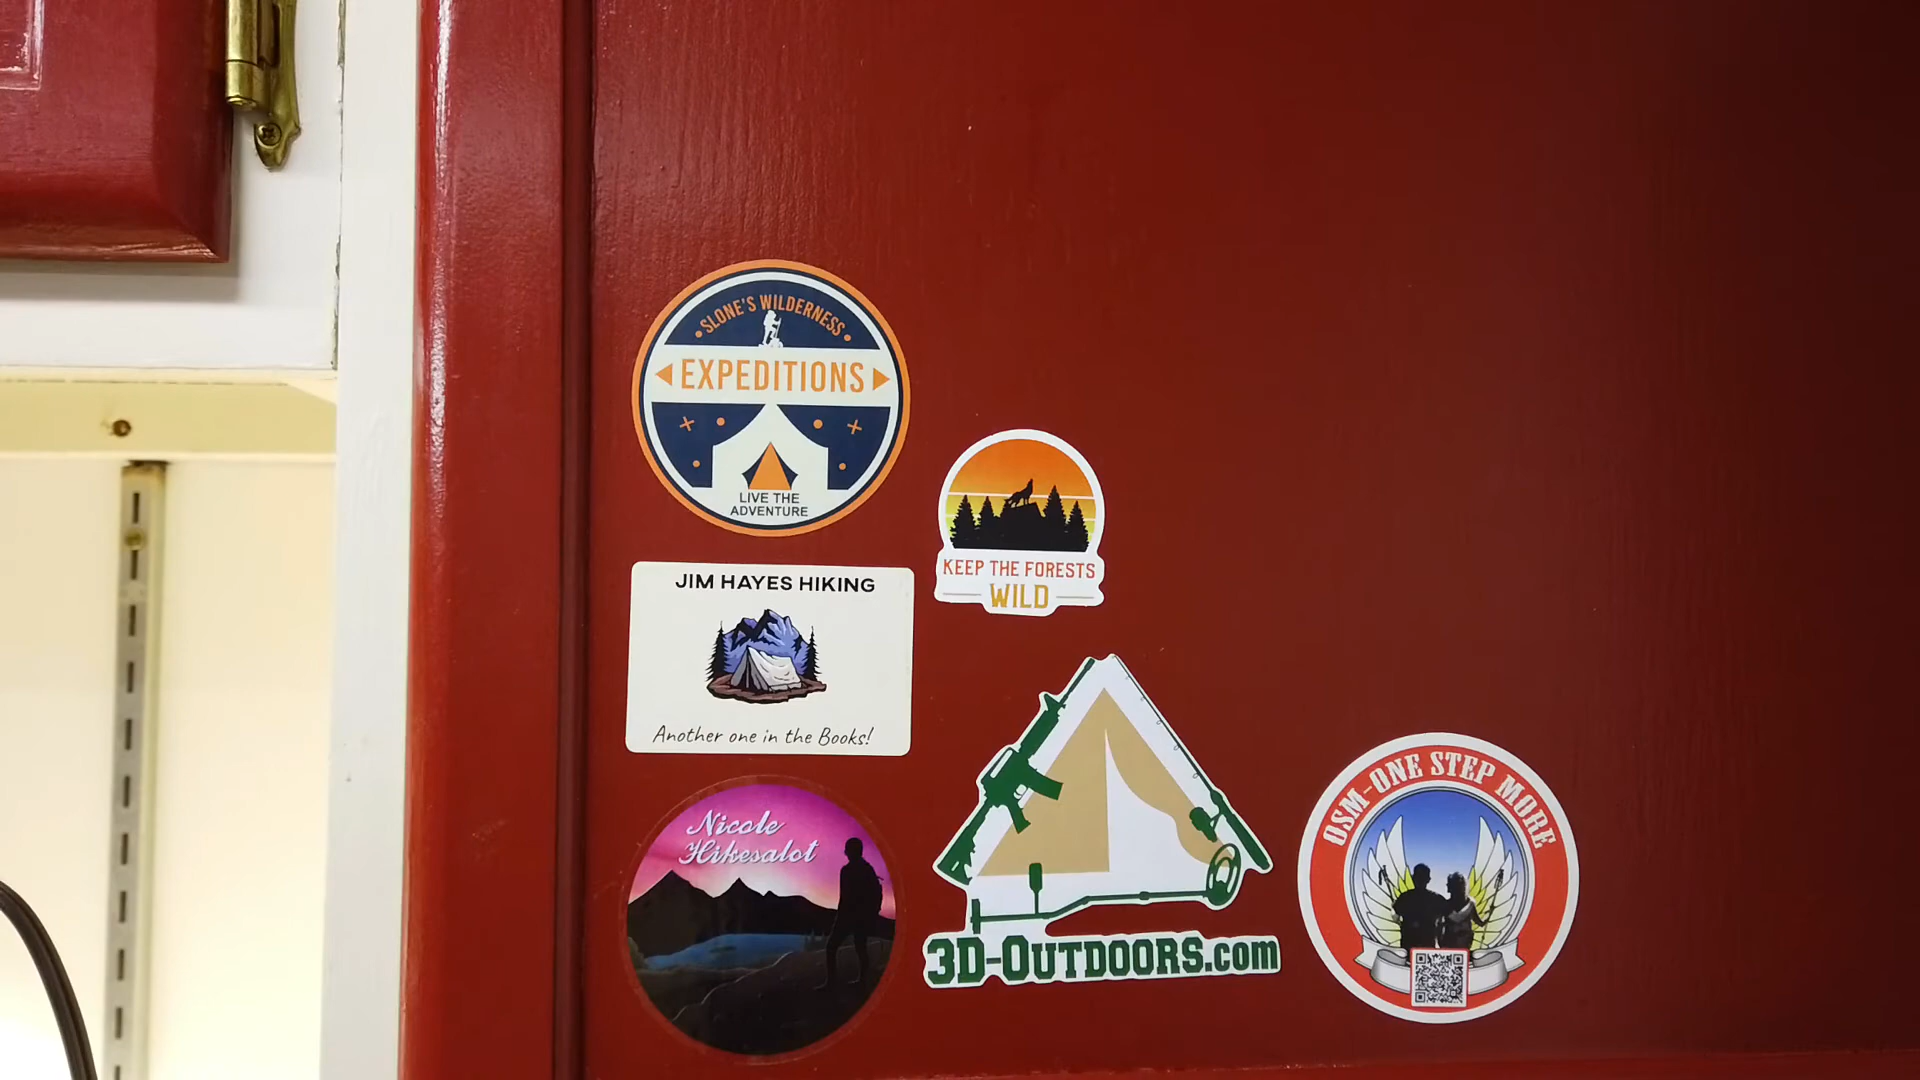 SLONE'S WILDERNESS
EXPEDITIONS
LIVE THE
ADVENTURE
KEEP THE FORESTS
WILD
JIM HAYES HIKING
Another one in the Books!
Nicole
Hikesalot
3D-OUTDOORS.com
OSM-ONE STEP MORE